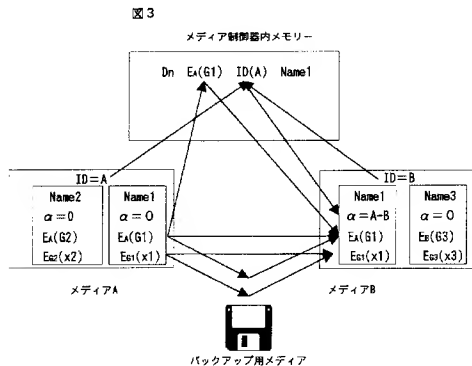 図3
メディア制御器内メモリー
Dn EA(G1) ID(A) Name1
ID=A
Name2
α=0
EA(G2)
EG2(x2)
Name1
α=0
EA(G1)
EG1(x1)
メディアA
ID=B
Name1
α=A-B
EA(G1)
EG1(x1)
Name3
α=0
EB(G3)
EG3(x3)
メディアB
バックアップ用メディア